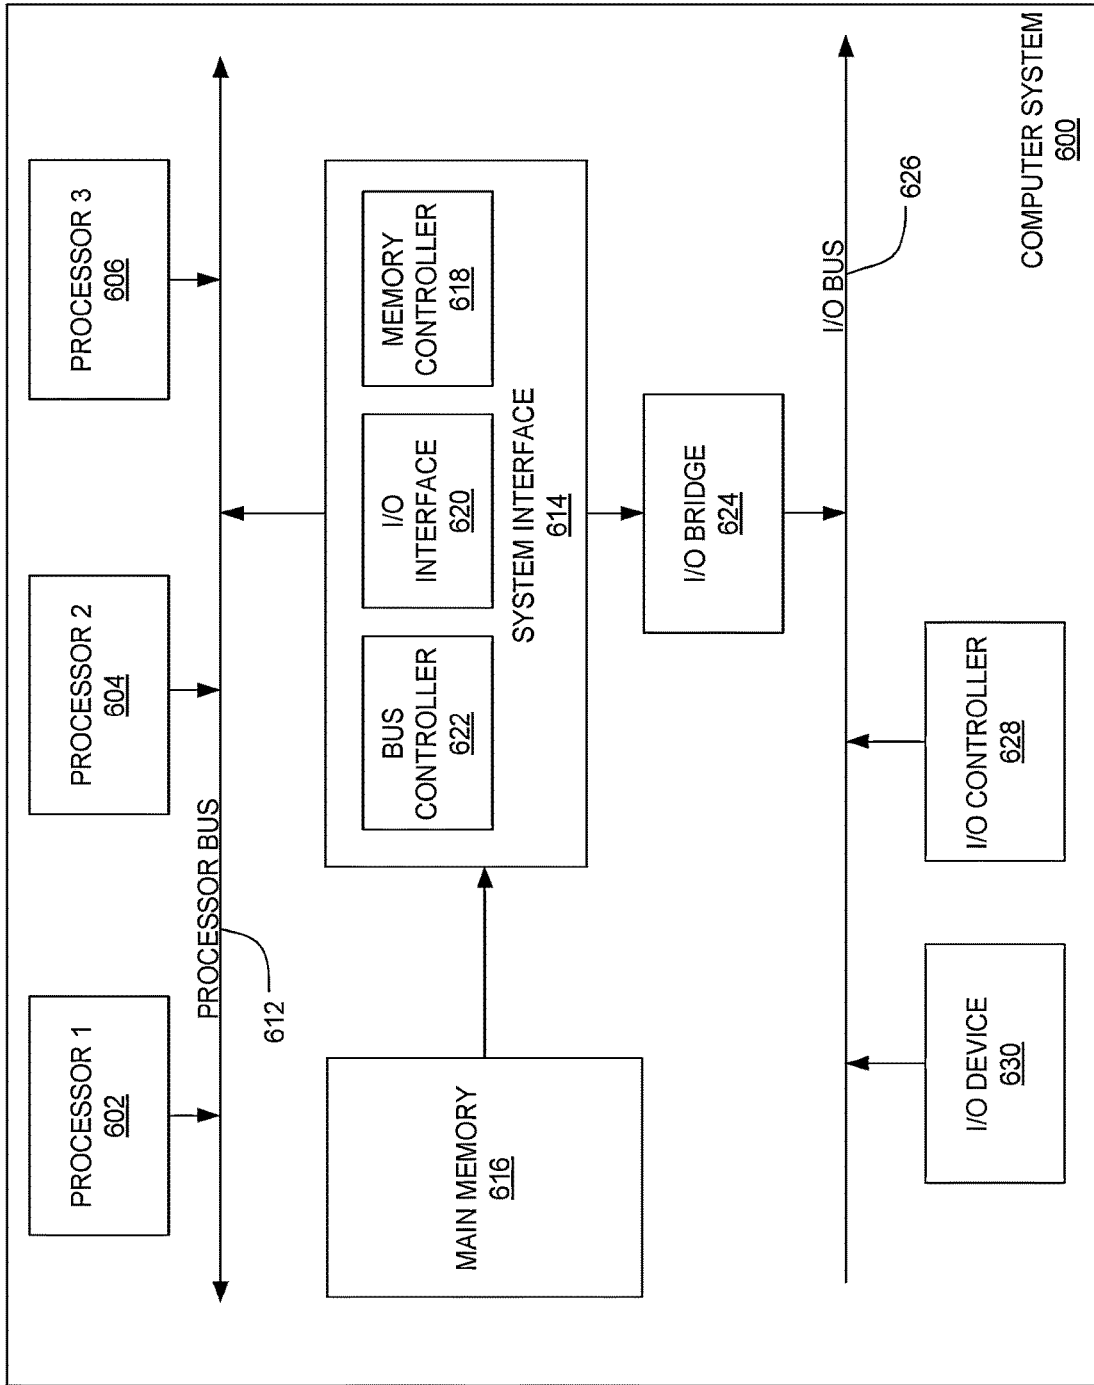 PROCESSOR 1
602
PROCESSOR 2
604
PROCESSOR 3
606
PROCESSOR BUS
612
MAIN MEMORY
616
BUS
CONTROLLER
622
I/O
INTERFACE
620
MEMORY
CONTROLLER
618
SYSTEM INTERFACE
614
I/O BRIDGE
624
I/O BUS
626
I/O DEVICE
630
I/O CONTROLLER
628
COMPUTER SYSTEM
600